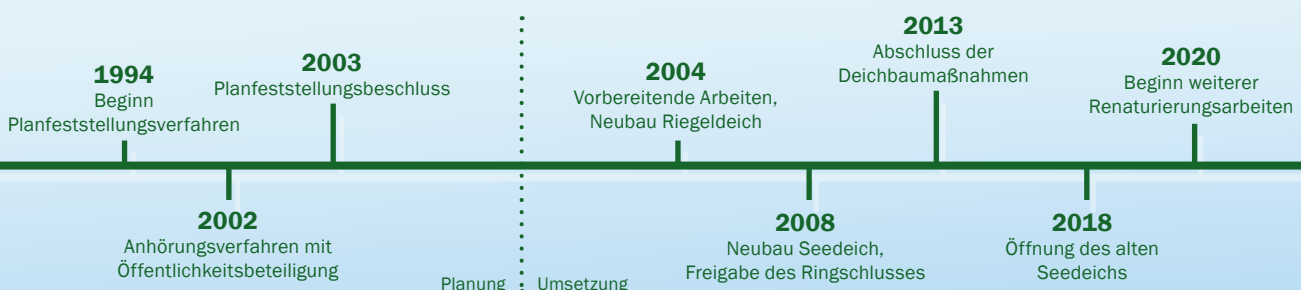 1994
Beginn
Planfeststellungsverfahren
2002
Anhörungsverfahren mit
Öffentlichkeitsbeteiligung
2003
Planfeststellungsbeschluss
Planung
Umsetzung
2004
Vorbereitende Arbeiten,
Neubau Riegeldeich
2008
Neubau Seedeich,
Freigabe des Ringschlusses
2013
Abschluss der
Deichbaumaßnahmen
2018
Öffnung des alten
Seedeichs
2020
Beginn weiterer
Renaturierungsarbeiten